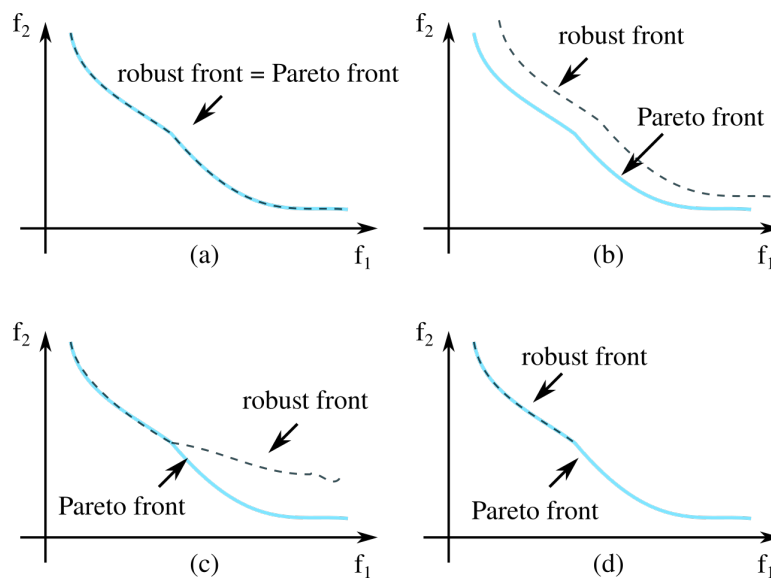 f2
robust front = Pareto front
f1
(a)
f2
robust front
Pareto front
f1
(b)
f2
robust front
Pareto front
f1
(c)
f2
robust front
Pareto front
f1
(d)